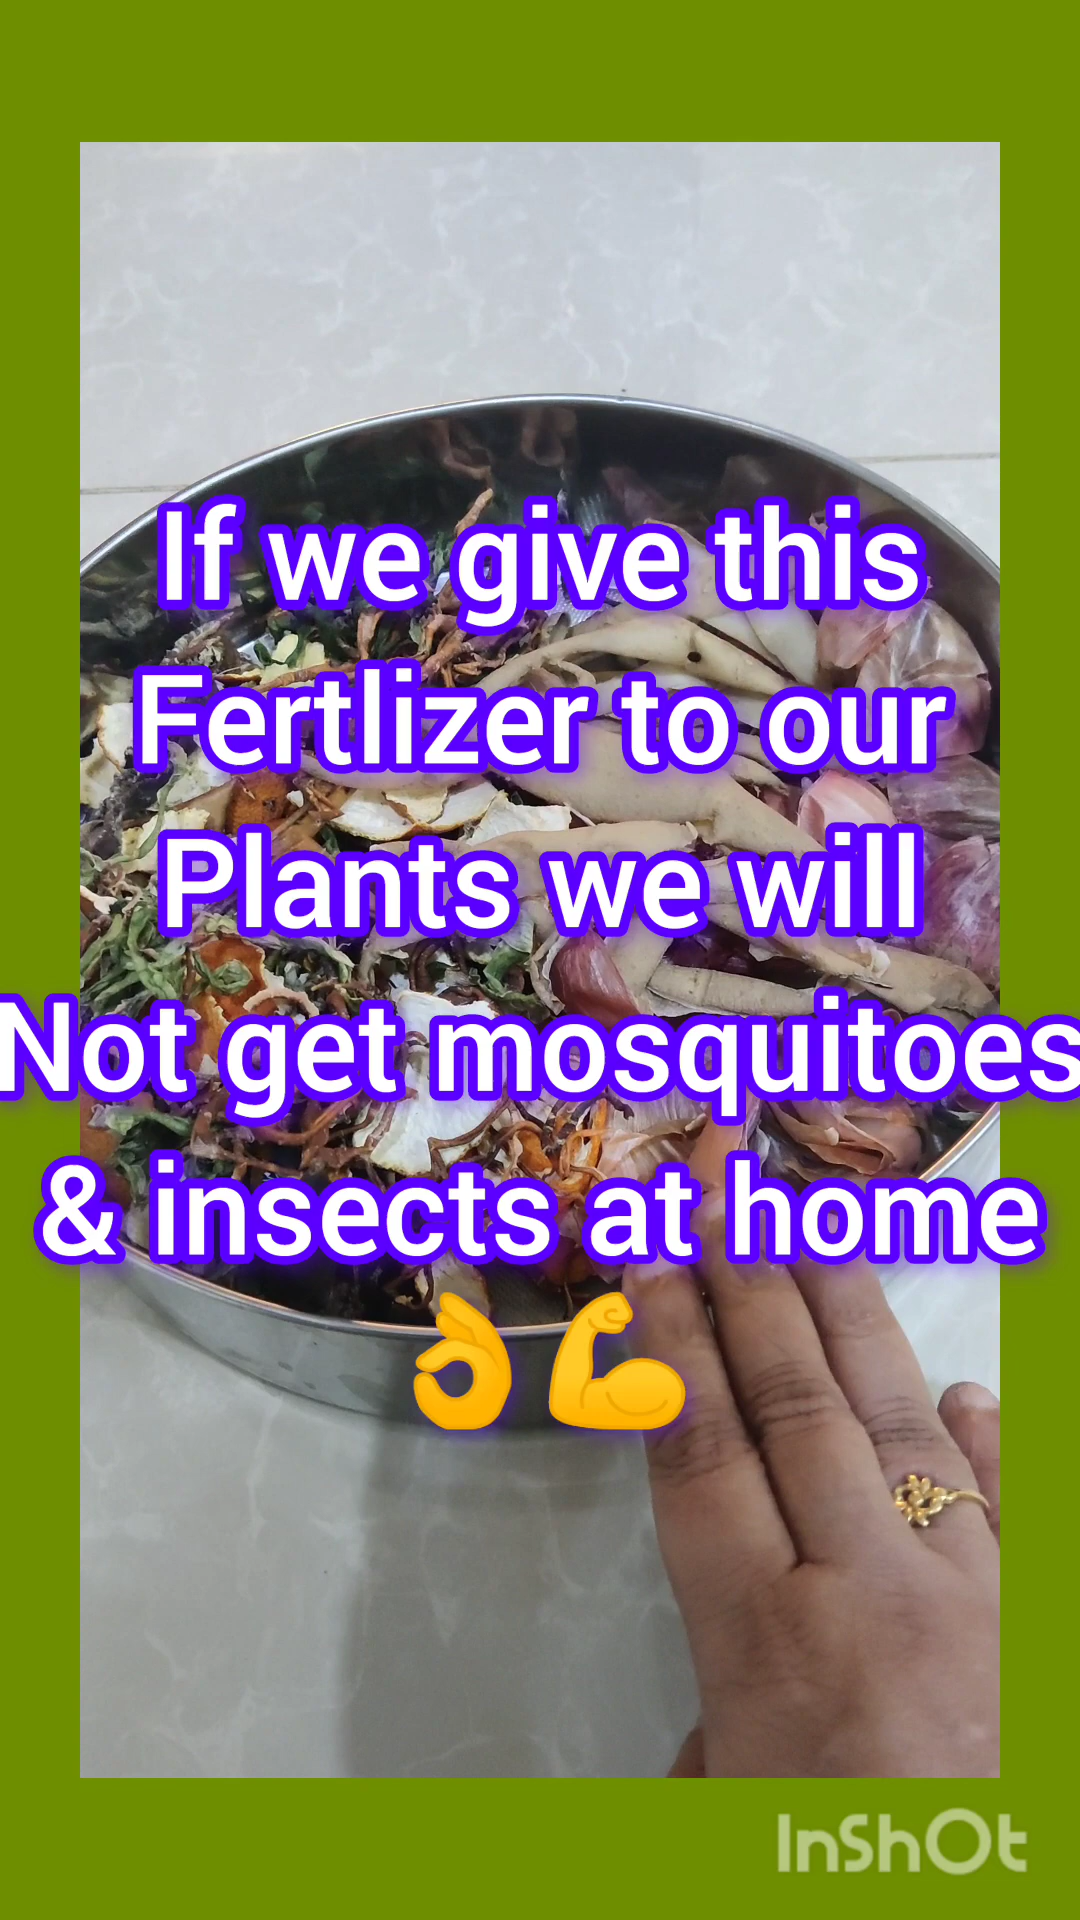 If we give this
Fertlizer to our
Plants we will
Not get mosquitoes
& insects at home
👌💪
InShOt